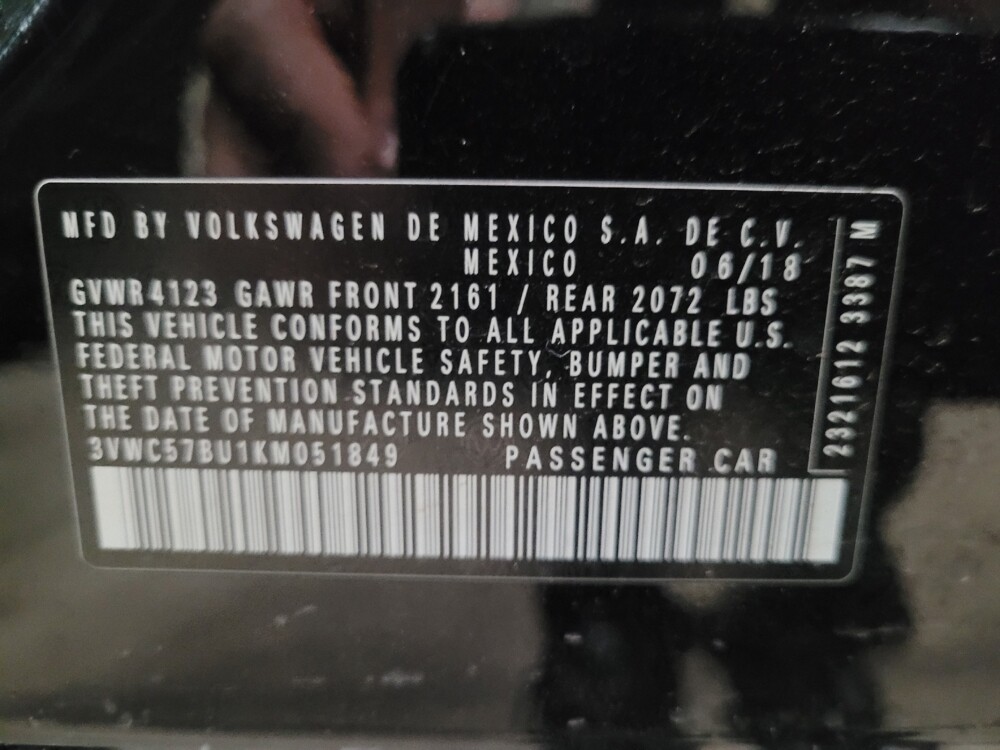 MFD BY VOLKSWAGEN DE MEXICO S.A. DE C.V.
MEXICO 06/18
GVWR4123 GAWR FRONT 2161 / REAR 2072 LBS
THIS VEHICLE CONFORMS TO ALL APPLICABLE U.S.
FEDERAL MOTOR VEHICLE SAFETY, BUMPER AND
THEFT PREVENTION STANDARDS IN EFFECT ON
THE DATE OF MANUFACTURE SHOWN ABOVE.
3VWC57BU1KM051849 PASSENGER CAR
2321612 3387 M